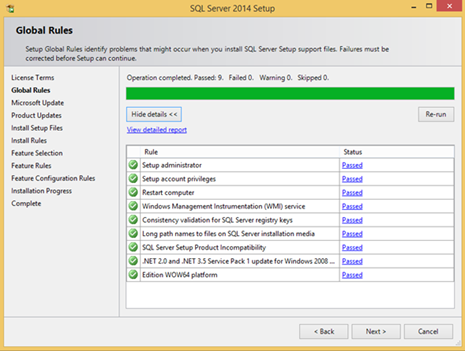 SQL Server 2014 Setup
Global Rules
Setup Global Rules identify problems that might occur when you install SQL Server Setup support files. Failures must be
corrected before Setup can continue.
License Terms
Global Rules
Microsoft Update
Product Updates
Install Setup Files
Install Rules
Feature Selection
Feature Rules
Feature Configuration Rules
Installation Progress
Complete
Operation completed. Passed: 9. Failed 0. Warning 0. Skipped 0.
Hide details <<
Re-run
View detailed report
Rule Status
Setup administrator Passed
Setup account privileges Passed
Restart computer Passed
Windows Management Instrumentation (WMI) service Passed
Consistency validation for SQL Server registry keys Passed
Long path names to files on SQL Server installation media Passed
SQL Server Setup Product Incompatibility Passed
.NET 2.0 and .NET 3.5 Service Pack 1 update for Windows 2008 ... Passed
Edition WOW64 platform Passed
< Back Next > Cancel